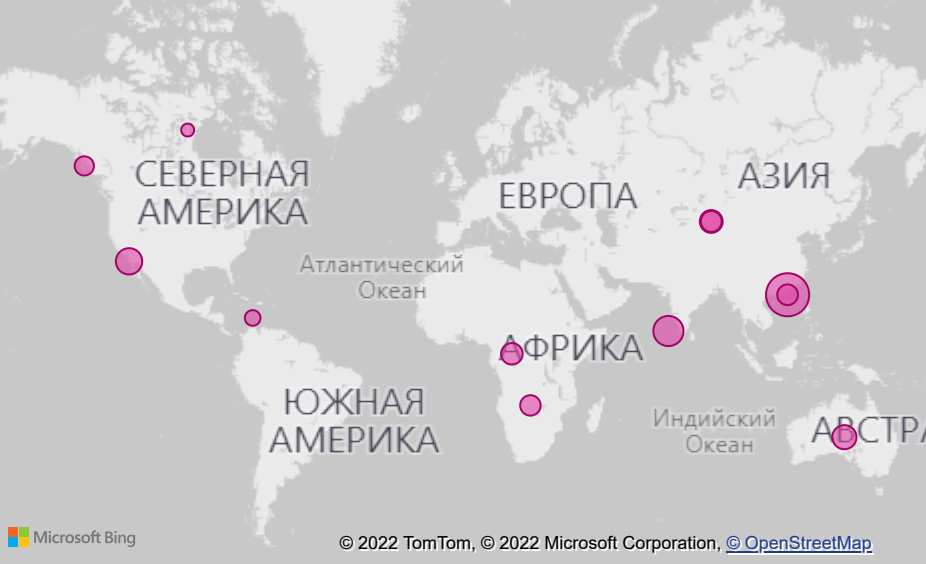 СЕВЕРНАЯ
АМЕРИКА
ЕВРОПА
АЗИЯ
Атлантический
Океан
АФРИКА
ЮЖНАЯ
АМЕРИКА
Индийский
Океан
АВСТРА
Microsoft Bing
© 2022 TomTom, © 2022 Microsoft Corporation, © OpenStreetMap